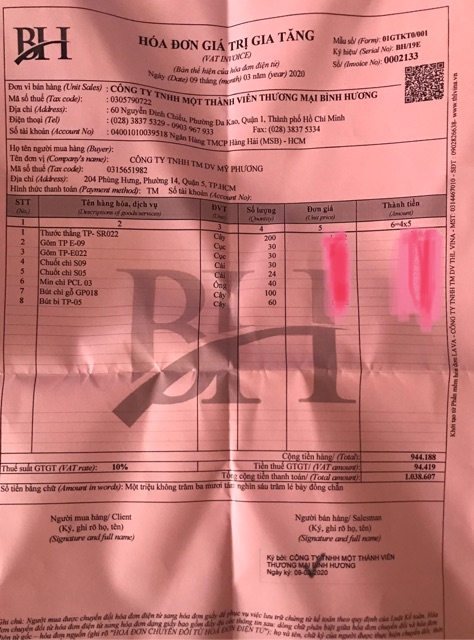 BH
HÓA ĐƠN GIÁ TRỊ GIA TĂNG
(VAT INVOICE)
(Bản thể hiện của hóa đơn điện tử)
Ngày (Date) 09 tháng (month) 03 năm (year) 2020
Mẫu số (Form): 01GTKT0/001
Ký hiệu (Serial No): BH/19E
Số/ (Invoice No): 0002133
Đơn vị bán hàng (Unit Sales) : CÔNG TY TNHH MỘT THÀNH VIÊN THƯƠNG MẠI BÌNH HƯƠNG
Mã số thuế (Tax code): : 0305790722
Địa chỉ (Address): : 60 Nguyễn Đình Chiểu, Phường Đa Kao, Quận 1, Thành phố Hồ Chí Minh
Điện thoại (Tel) : (028) 3837 5329 - 0903 967 933 Fax: (028) 3837 5334
Số tài khoản (Account No) : 04001010039518 Ngân Hàng TMCP Hàng Hải (MSB) - HCM
Họ tên người mua hàng (Buyer):
Tên đơn vị (Company's name): CÔNG TY TNHH TM DV MỸ PHƯƠNG
Mã số thuế (Tax code): 0315651982
Địa chỉ (Address): 204 Phùng Hưng, Phường 14, Quận 5, TP.HCM
Hình thức thanh toán (Payment method): TM Số tài khoản (Account No):
STT (No.) Tên hàng hóa, dịch vụ (Descriptions of goods/services) ĐVT Số lượng (Quantity) Đơn giá (Unit price) Thành tiền (Amount)
1 2 3 4 5 6=4x5
1 Thước thẳng TP- SR022 Cây 200
2 Gôm TP E-09 Cục 30
3 Gôm TP-E022 Cục 30
4 Chuốt chì S09 Cái 30
5 Chuốt chì S05 Cái 24
6 Min chì PCL 03 Ống 40
7 Bút chì gỗ GP018 Cây 100
8 Bút bi TP-05 Cây 60
BH
Cộng tiền hàng/ (Total): 944.188
Thuế suất GTGT (VAT rate): 10% Tiền thuế GTGT/ (VAT amount): 94.419
Tổng cộng tiền thanh toán/ (Total amount): 1.038.607
Số tiền bằng chữ (Amount in words): Một triệu không trăm ba mươi tám nghìn sáu trăm lẻ bảy đồng chẵn
Người mua hàng/ Client
(Ký, ghi rõ họ, tên)
(Signature and full name)
Người bán hàng/ Salesman
(Ký, ghi rõ họ, tên)
(Signature and full name)
Ký bởi: CÔNG TY TNHH MỘT THÀNH VIÊN
THƯƠNG MẠI BÌNH HƯƠNG
Ngày ký: 09-03-2020